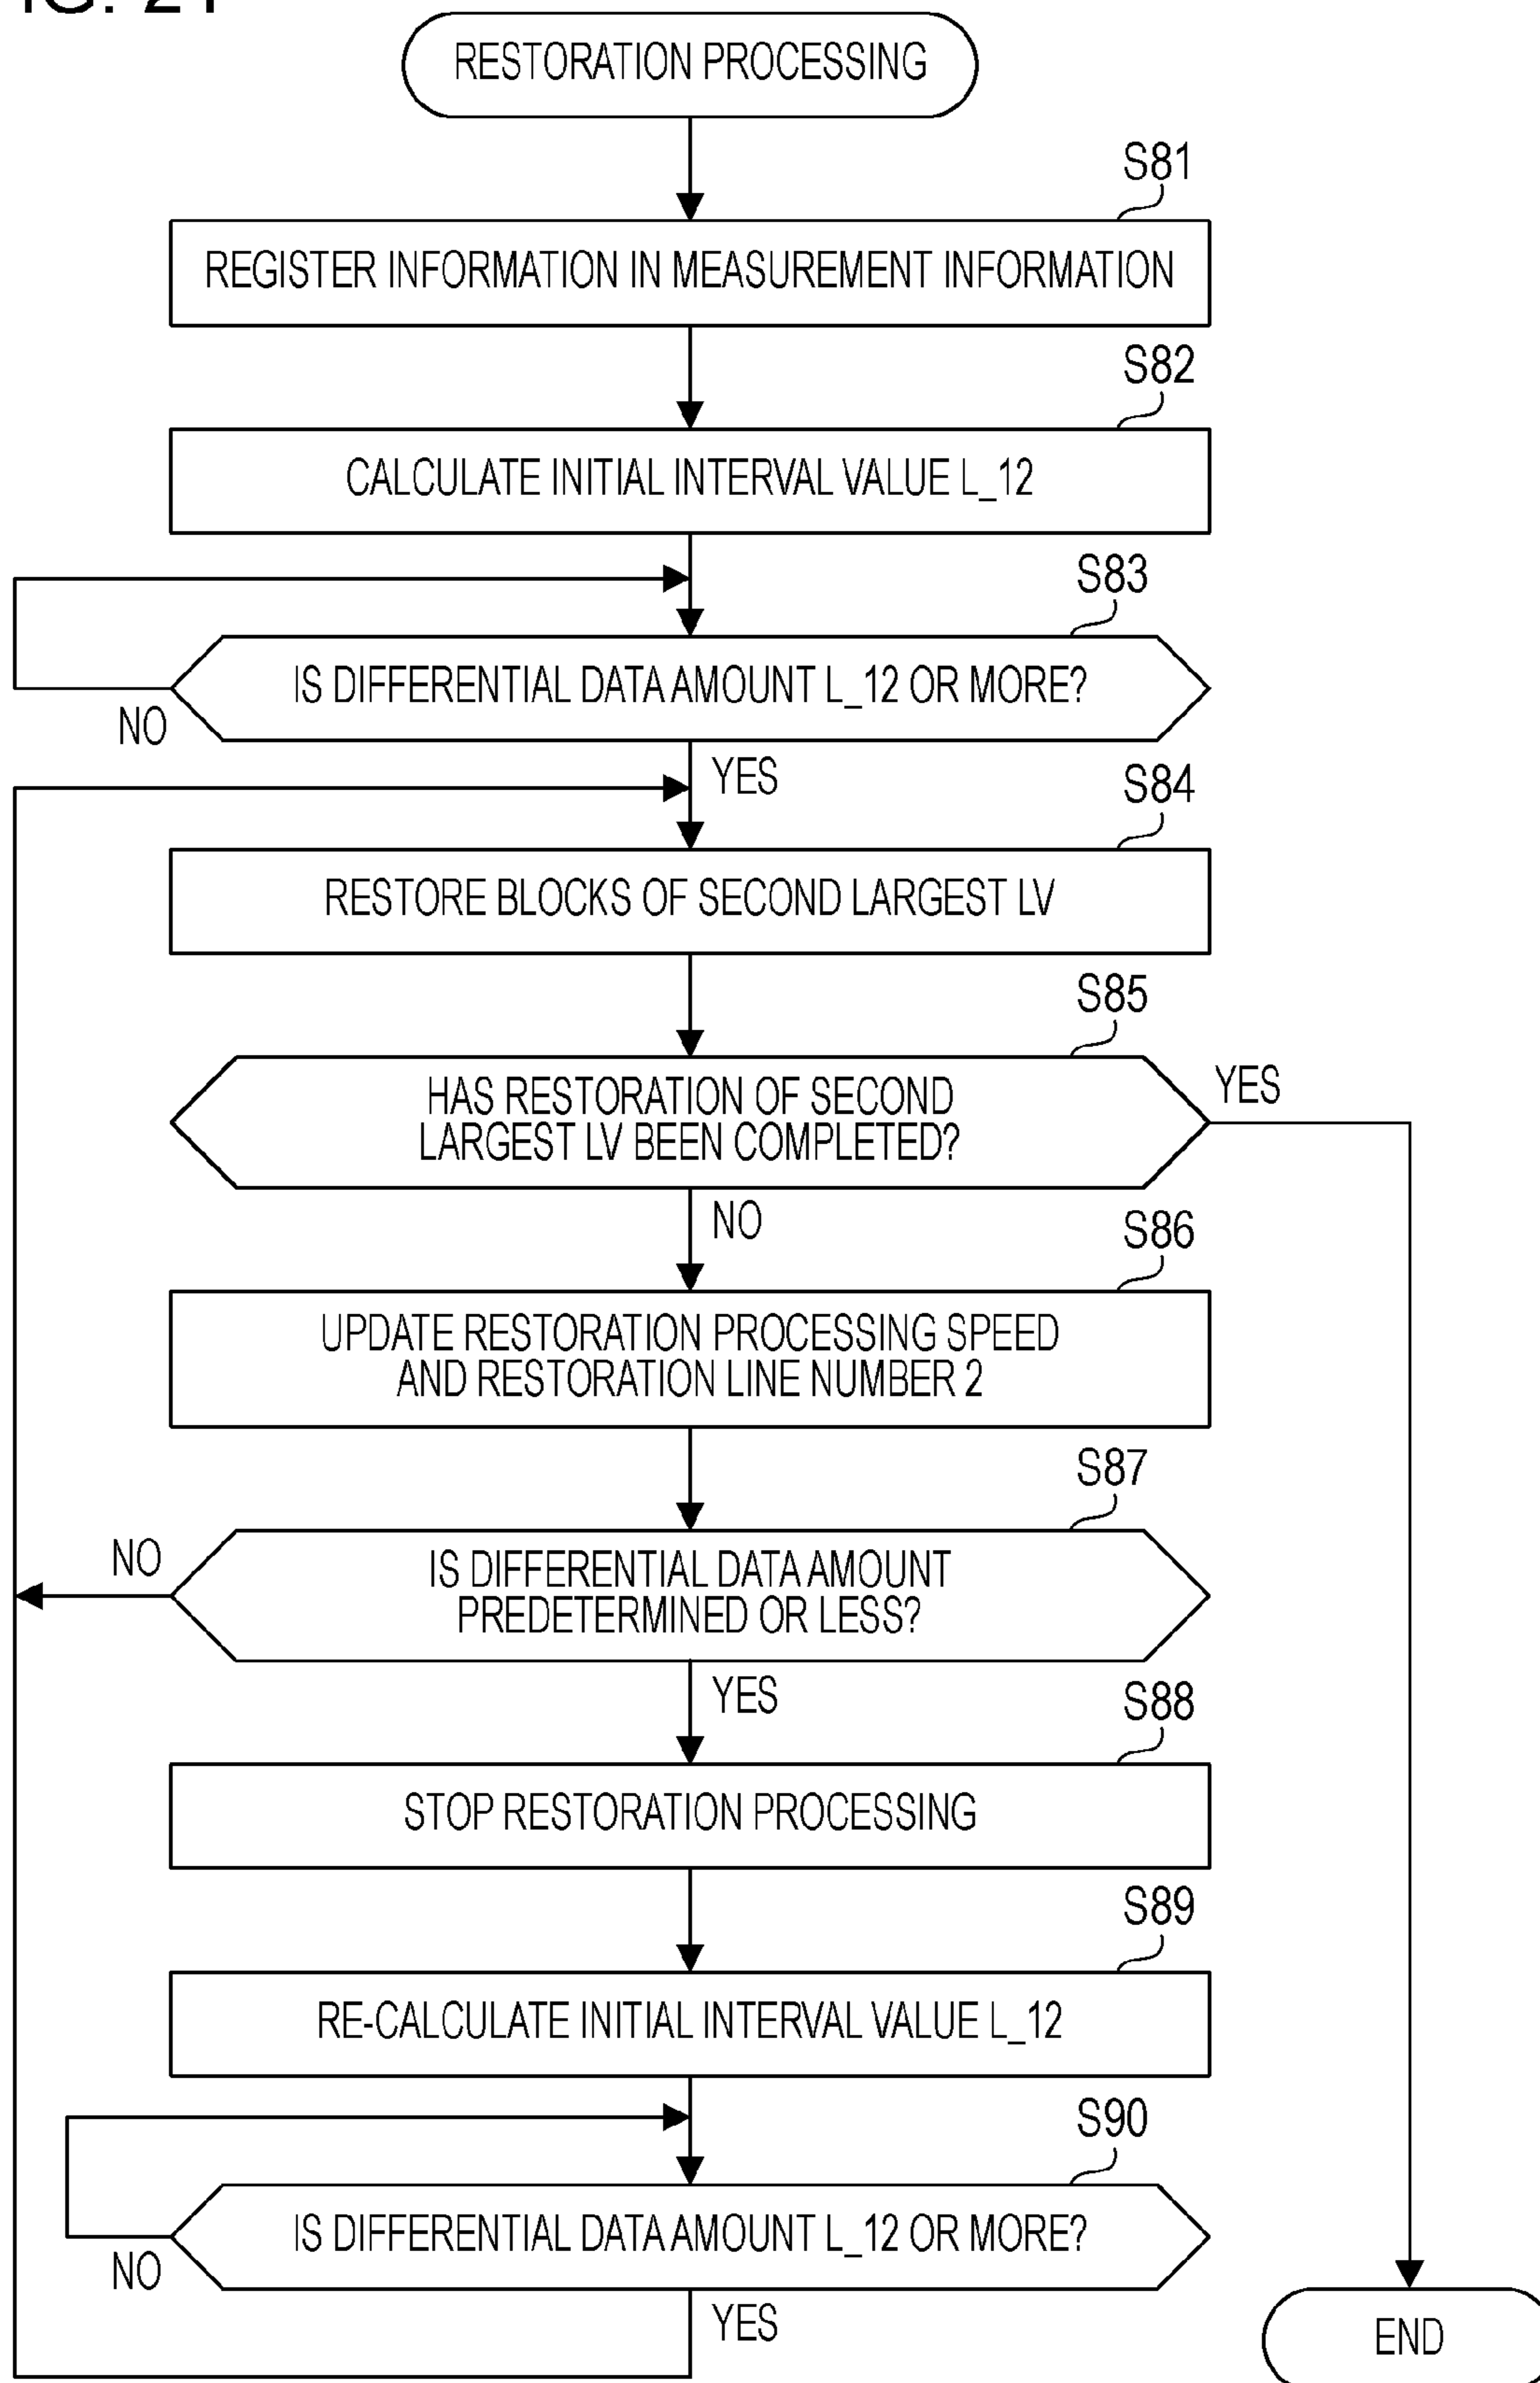 RESTORATION PROCESSING
S81
REGISTER INFORMATION IN MEASUREMENT INFORMATION
S82
CALCULATE INITIAL INTERVAL VALUE L_12
S83
IS DIFFERENTIAL DATA AMOUNT L_12 OR MORE?
NO
YES
S84
RESTORE BLOCKS OF SECOND LARGEST LV
S85
HAS RESTORATION OF SECOND
LARGEST LV BEEN COMPLETED?
YES
NO
S86
UPDATE RESTORATION PROCESSING SPEED
AND RESTORATION LINE NUMBER 2
S87
NO
IS DIFFERENTIAL DATA AMOUNT
PREDETERMINED OR LESS?
YES
S88
STOP RESTORATION PROCESSING
S89
RE-CALCULATE INITIAL INTERVAL VALUE L_12
S90
IS DIFFERENTIAL DATA AMOUNT L_12 OR MORE?
NO
YES
END